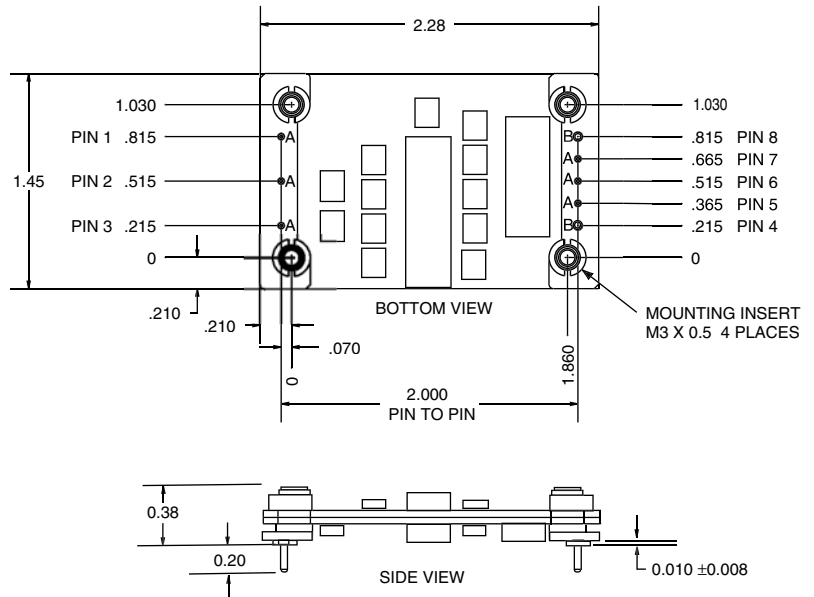 2.28
1.030 1.030
PIN 1 .815 A B .815 PIN 8
A .665 PIN 7
1.45 PIN 2 .515 A A .515 PIN 6
A .365 PIN 5
PIN 3 .215 A B .215 PIN 4
0 0
BOTTOM VIEW
.210 .210
MOUNTING INSERT
M3 X 0.5 4 PLACES
.070
0 1.860
2.000
PIN TO PIN
0.38
0.20
SIDE VIEW
0.010 ±0.008